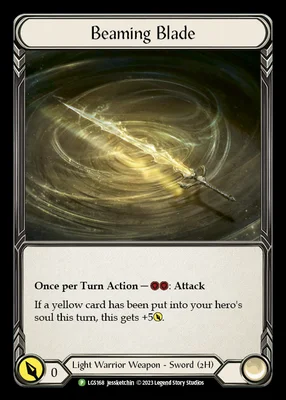 Beaming Blade
Once per Turn Action — : Attack
If a yellow card has been put into your hero's
soul this turn, this gets +5.
0
Light Warrior Weapon - Sword (2H)
P LGS168 jessketchin © 2023 Legend Story Studios